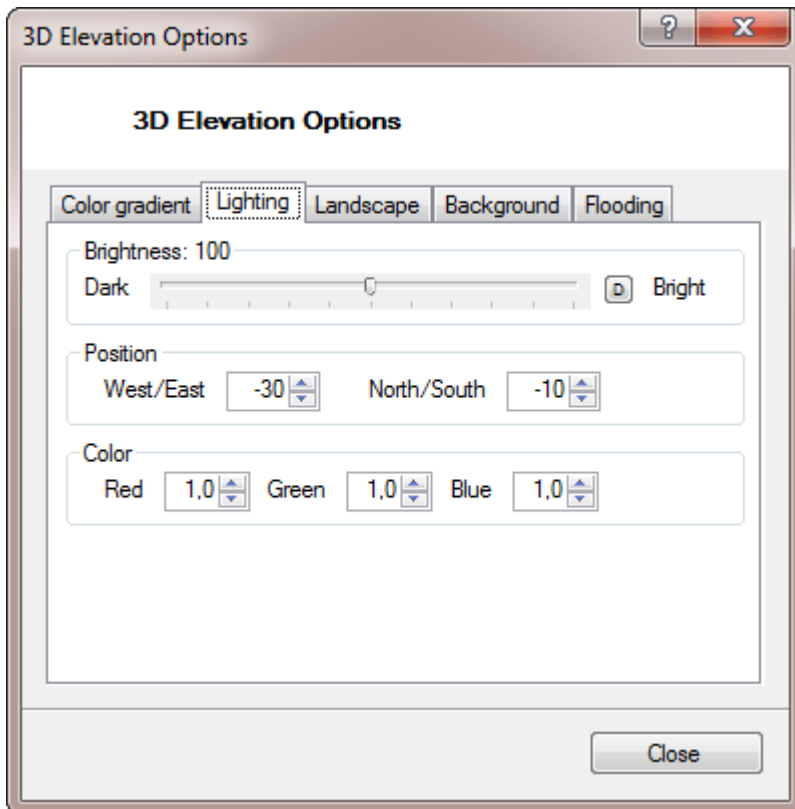 3D Elevation Options
?
X
3D Elevation Options
Color gradient Lighting Landscape Background Flooding
Brightness: 100
Dark D Bright
Position
West/East -30 North/South -10
Color
Red 1,0 Green 1,0 Blue 1,0
Close